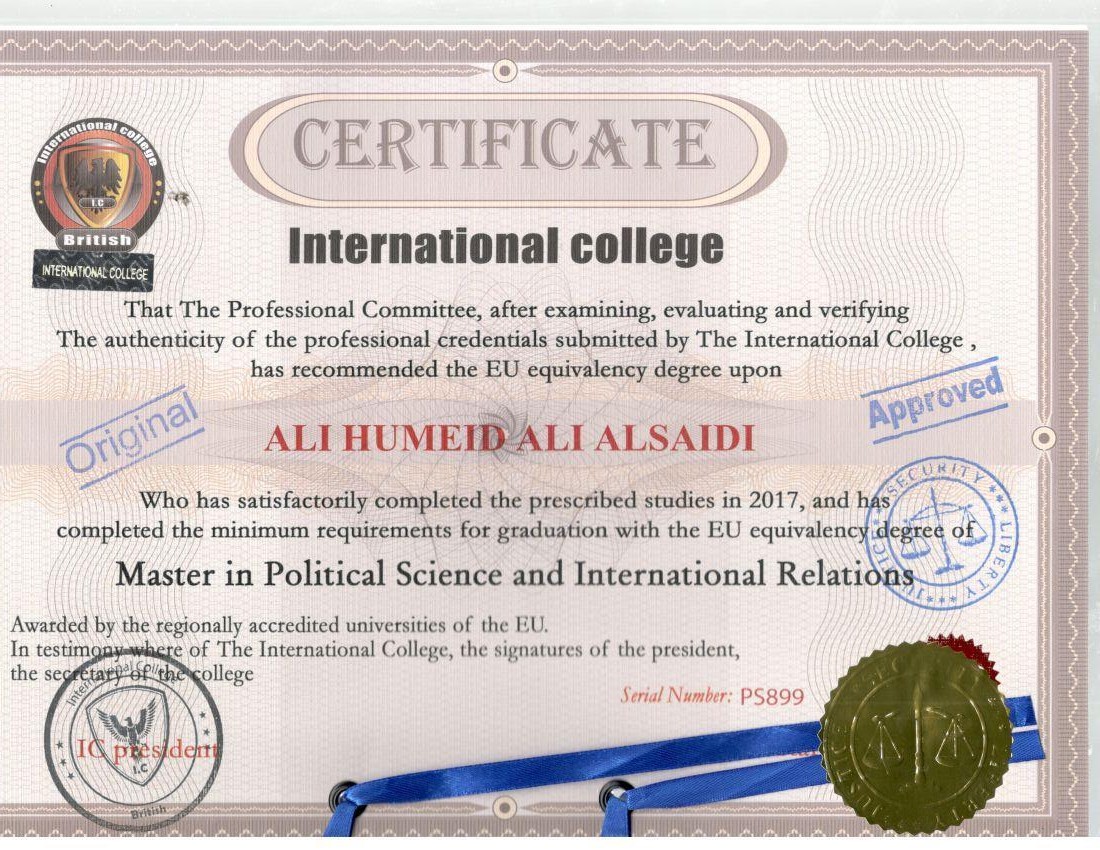 CERTIFICATE
International college
I.C
British
INTERNATIONAL COLLEGE
International college
That The Professional Committee, after examining, evaluating and verifying
The authenticity of the professional credentials submitted by The International College ,
has recommended the EU equivalency degree upon
Original
Approved
ALI HUMEID ALI ALSAIDI
Who has satisfactorily completed the prescribed studies in 2017, and has
completed the minimum requirements for graduation with the EU equivalency degree of
SECURITY ** LIBERTY *** JUSTICE
Master in Political Science and International Relations
Awarded by the regionally accredited universities of the EU.
In testimony where of The International College, the signatures of the president,
the secretary of the college
Serial Number: PS899
International College
IC president
I.C
British